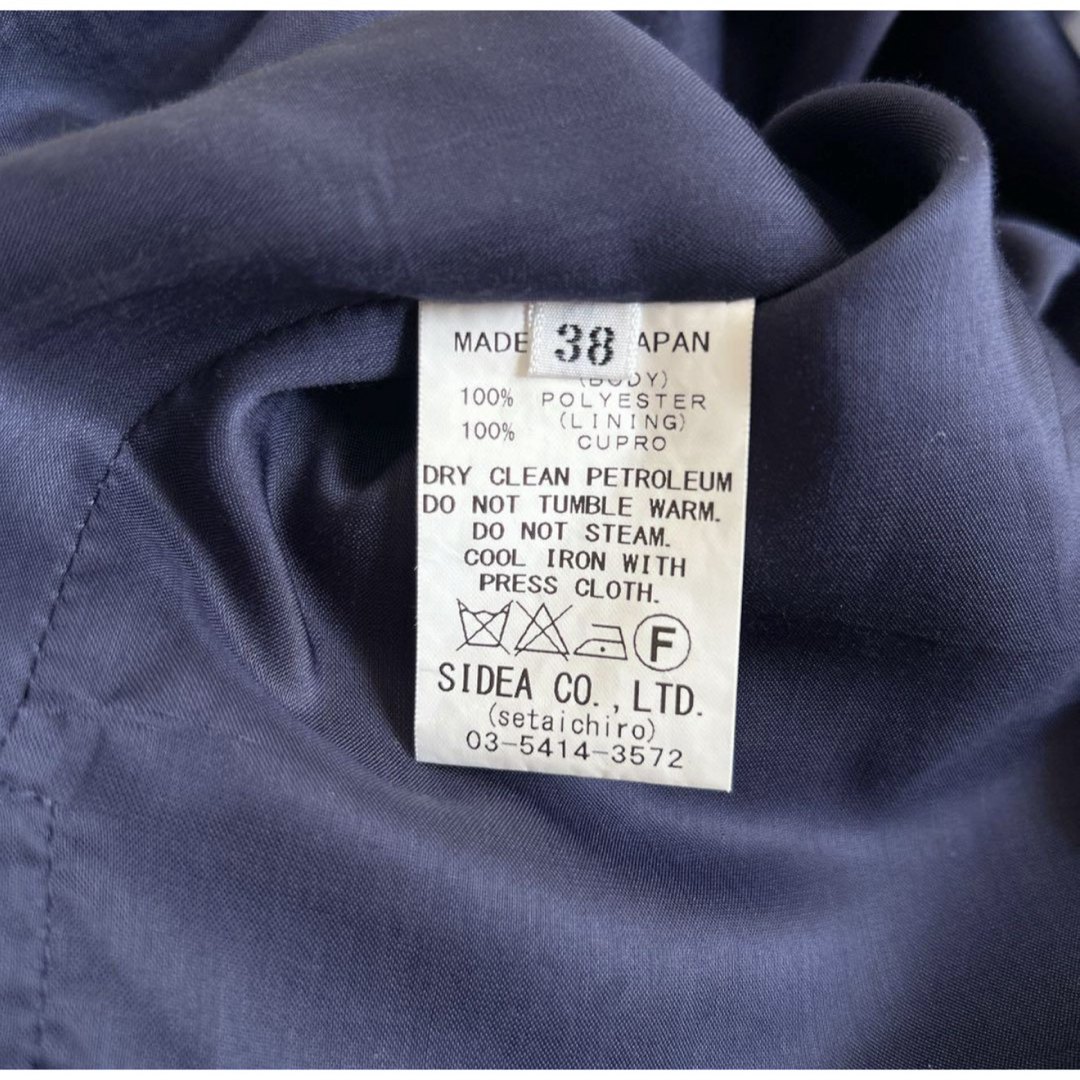 MADE 38 APAN
(BODY)
100% POLYESTER
(LINING)
100% CUPRO
DRY CLEAN PETROLEUM
DO NOT TUMBLE WARM.
DO NOT STEAM.
COOL IRON WITH
PRESS CLOTH.
F
SIDEA CO.,LTD.
(setaichiro)
03-5414-3572